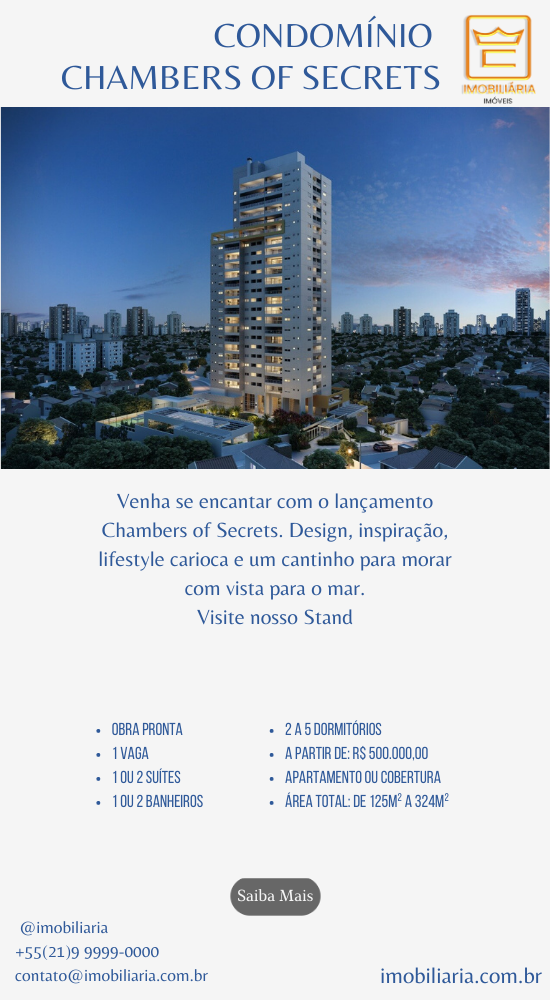 CONDOMÍNIO
CHAMBERS OF SECRETS
IMOBILIÁRIA
IMÓVEIS
Venha se encantar com o lançamento
Chambers of Secrets. Design, inspiração,
lifestyle carioca e um cantinho para morar
com vista para o mar.
Visite nosso Stand
• OBRA PRONTA
• 1 VAGA
• 1 OU 2 SUÍTES
• 1 OU 2 BANHEIROS
• 2 A 5 DORMITÓRIOS
• A PARTIR DE: R$ 500.000,00
• APARTAMENTO OU COBERTURA
• ÁREA TOTAL: DE 125M² A 324M²
Saiba Mais
@imobiliaria
+55(21)9 9999-0000
contato@imobiliaria.com.br
imobiliaria.com.br